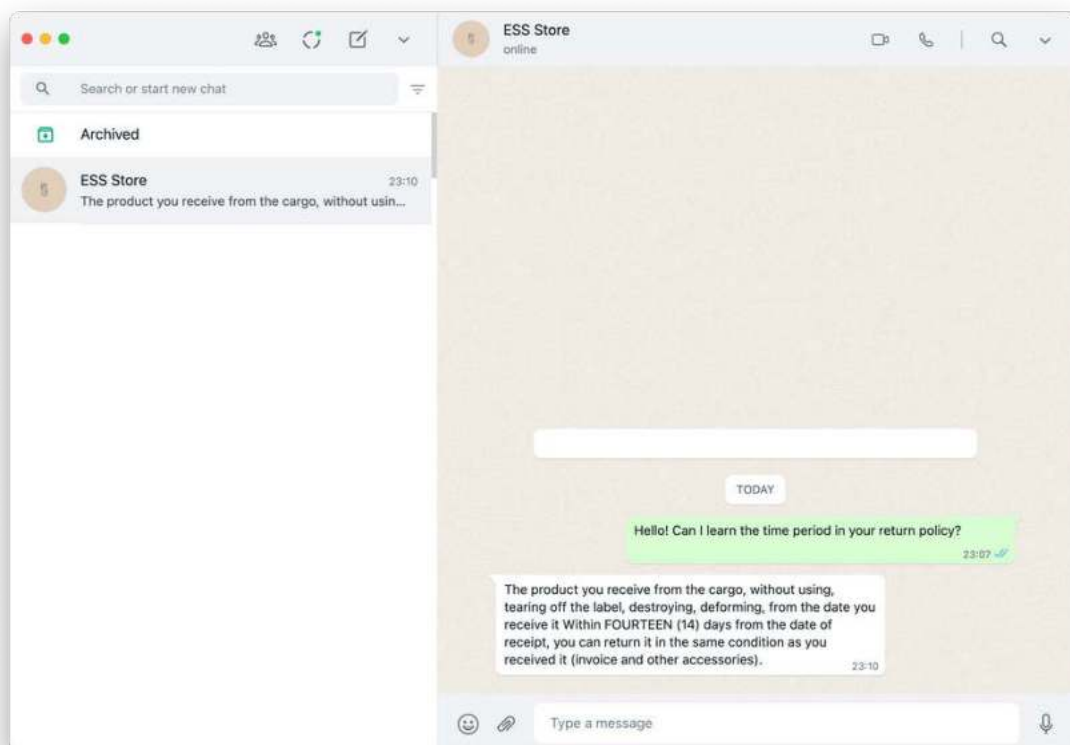 Search or start new chat
Archived
ESS Store
23:10
The product you receive from the cargo, without usin...
ESS Store
online
TODAY
Hello! Can I learn the time period in your return policy?
23:07
The product you receive from the cargo, without using,
tearing off the label, destroying, deforming, from the date you
receive it Within FOURTEEN (14) days from the date of
receipt, you can return it in the same condition as you
received it (invoice and other accessories).
23:10
Type a message